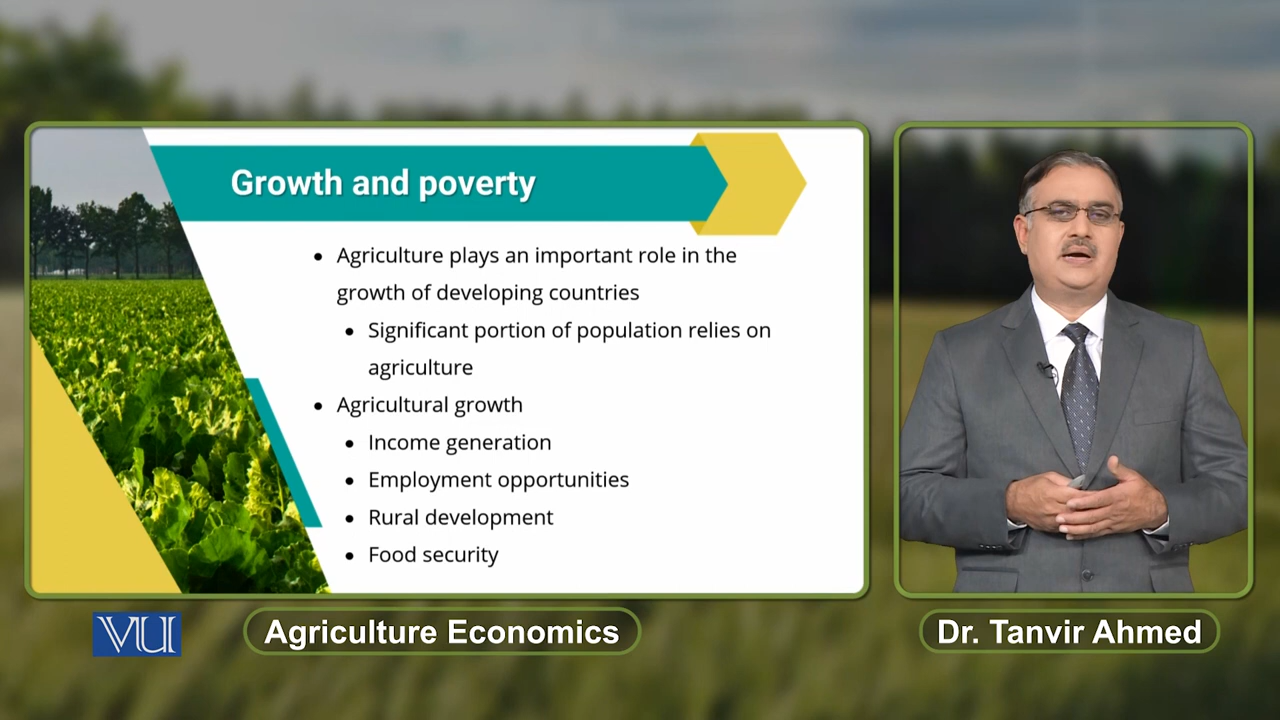 Growth and poverty
• Agriculture plays an important role in the
growth of developing countries
• Significant portion of population relies on
agriculture
• Agricultural growth
• Income generation
• Employment opportunities
• Rural development
• Food security
VU
Agriculture Economics
Dr. Tanvir Ahmed